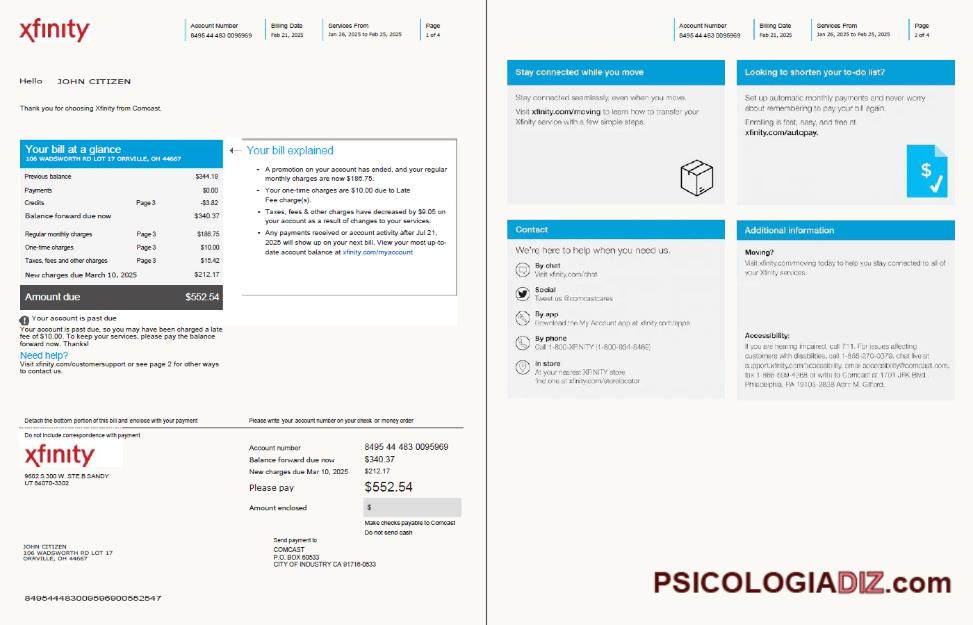 xfinity
Account Number
8495 44 483 0095969
Billing Date
Feb 21, 2025
Services From
Jan 26, 2025 to Feb 25, 2025
Page
1 of 4
Hello JOHN CITIZEN
Thank you for choosing Xfinity from Comcast.
Your bill at a glance
106 WADSWORTH RD LOT 17 ORRVILLE, OH 44667
Previous balance $344.19
Payments $0.00
Credits Page 3 -$3.82
Balance forward due now $340.37
Regular monthly charges Page 3 $186.75
One-time charges Page 3 $10.00
Taxes, fees and other charges Page 3 $15.42
New charges due March 10, 2025 $212.17
Amount due $552.54
Your account is past due
Your account is past due, so you may have been charged a late
fee of $10.00. To keep your services, please pay the balance
forward now. Thanks!
Need help?
Visit xfinity.com/customersupport or see page 2 for other ways
to contact us.
Your bill explained
- A promotion on your account has ended, and your regular
monthly charges are now $186.75.
- Your one-time charges are $10.00 due to Late
Fee charge(s).
- Taxes, fees & other charges have decreased by $9.05 on
your account as a result of changes to your services.
- Any payments received or account activity after Jul 21,
2025 will show up on your next bill. View your most up-to-
date account balance at xfinity.com/myaccount
Detach the bottom portion of this bill and enclose with your payment
Please write your account number on your check or money order
Do not include correspondence with payment
xfinity
9602 S 300 W. STE B SANDY
UT 84070-3302
Account number 8495 44 483 0095969
Balance forward due now $340.37
New charges due Mar 10, 2025 $212.17
Please pay $552.54
Amount enclosed $
Make checks payable to Comcast
Do not send cash
JOHN CITIZEN
106 WADSWORTH RD LOT 17
ORRVILLE, OH 44667
Send payment to
COMCAST
P.O. BOX 60533
CITY OF INDUSTRY CA 91716-0533
849544483009596900552547
Account Number
8495 44 483 0095969
Billing Date
Feb 21, 2025
Services From
Jan 26, 2025 to Feb 25, 2025
Page
2 of 4
Stay connected while you move
Stay connected seamlessly, even when you move.
Visit xfinity.com/moving to learn how to transfer your
Xfinity service with a few simple steps.
Looking to shorten your to-do list?
Set up automatic monthly payments and never worry
about remembering to pay your bill again.
Enrolling is fast, easy, and free at
xfinity.com/autopay.
$
Contact
We're here to help when you need us.
By chat
Visit xfinity.com/chat
Social
Tweet us @comcastcares
By app
Download the My Account app at xfinity.com/apps
By phone
Call 1-800-XFINITY (1-800-934-6489)
In store
At your nearest XFINITY store
find one at xfinity.com/storelocator
Additional information
Moving?
Visit xfinity.com/moving today to help you stay connected to all of
your Xfinity services.
Accessibility:
If you are hearing impaired, call 711. For issues affecting
customers with disabilities, call 1-855-270-0379, chat live at
support.xfinity.com/accessibility, email accessibility@comcast.com,
fax 1-866-599-4268 or write to Comcast at 1701 JFK Blvd.,
Philadelphia, PA 19103-2838 Attn: M. Gifford.
PSICOLOGIADIZ.com